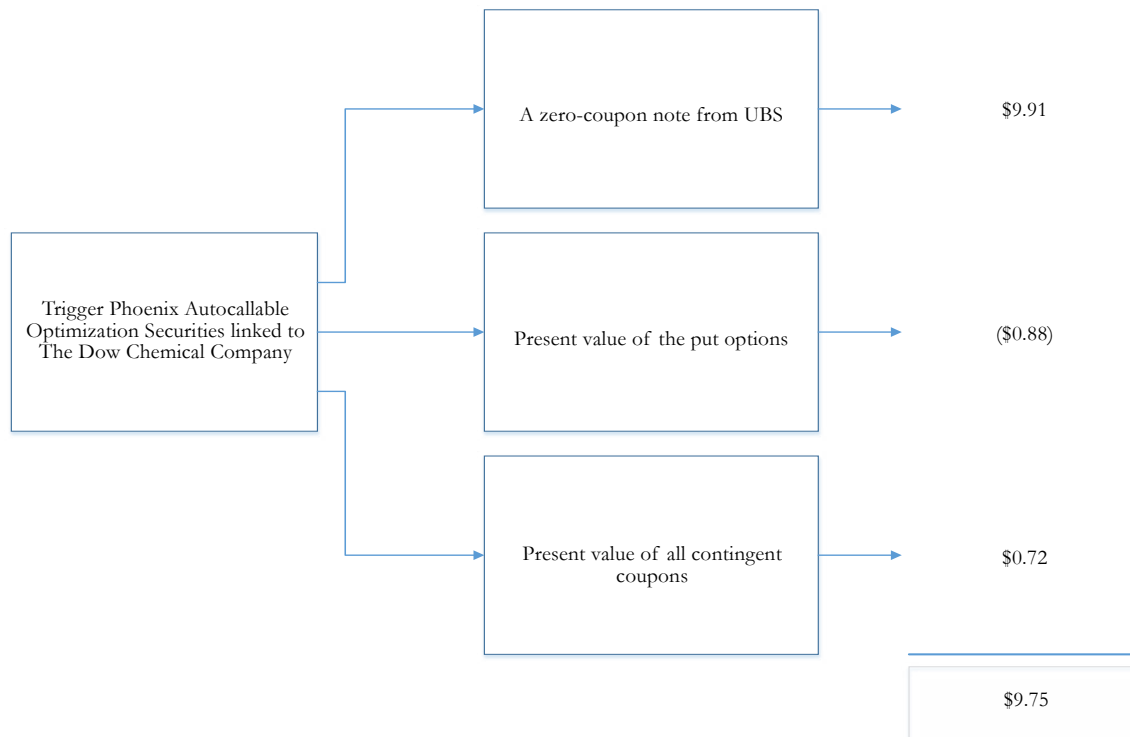 A zero-coupon note from UBS
$9.91
Trigger Phoenix Autocallable
Optimization Securities linked to
The Dow Chemical Company
Present value of the put options
($0.88)
Present value of all contingent
coupons
$0.72
$9.75